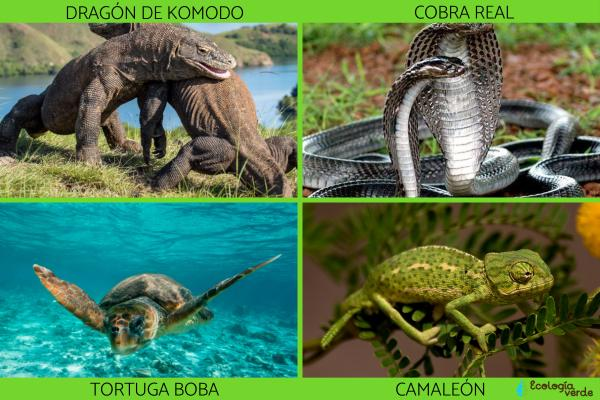 DRAGÓN DE KOMODO
COBRA REAL
TORTUGA BOBA
CAMALEÓN
Ecología
verde